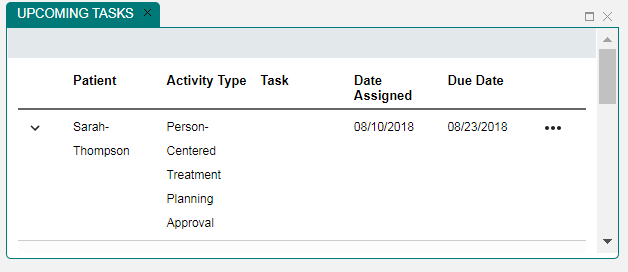 UPCOMING TASKS
Patient Activity Type Task Date Assigned Due Date
Sarah- Person- 08/10/2018 08/23/2018
Thompson Centered
Treatment
Planning
Approval